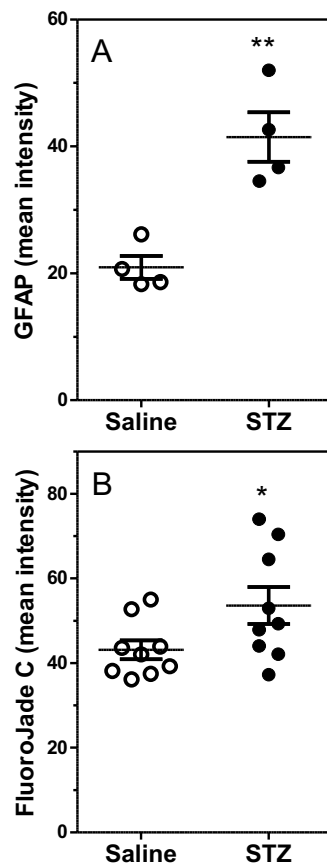 A
**
GFAP (mean intensity)
60
40
20
0
Saline STZ
B
*
FluoroJade C (mean intensity)
80
60
40
20
0
Saline STZ